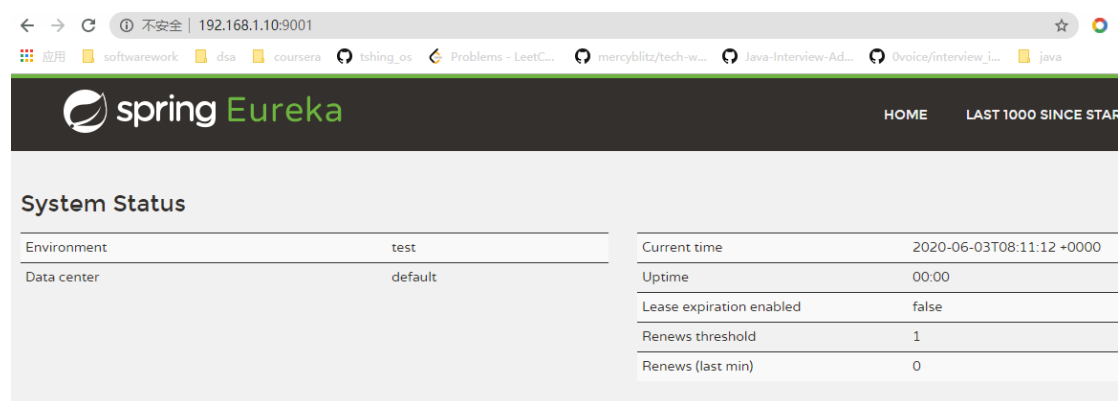 不安全 | 192.168.1.10:9001
应用 softwarework dsa coursera tshing_os Problems - LeetC... mercyblitz/tech-w... Java-Interview-Ad... 0voice/interview_i... java
spring Eureka HOME LAST 1000 SINCE STAR
System Status
Environment test
Data center default
Current time 2020-06-03T08:11:12 +0000
Uptime 00:00
Lease expiration enabled false
Renews threshold 1
Renews (last min) 0